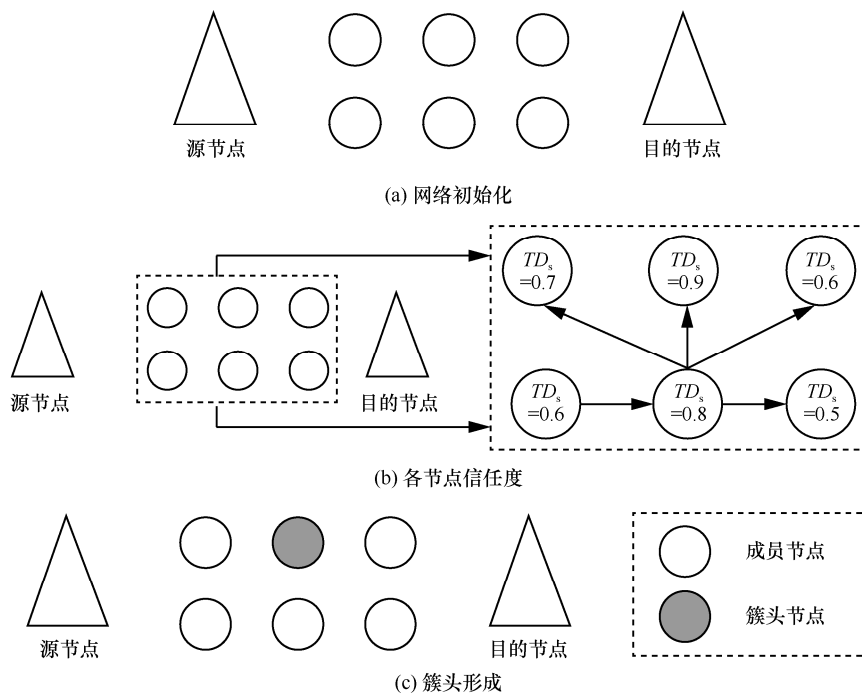 源节点
目的节点
(a) 网络初始化
TDs
=0.7
TDs
=0.9
TDs
=0.6
源节点
目的节点
TDs
=0.6
TDs
=0.8
TDs
=0.5
(b) 各节点信任度
成员节点
簇头节点
源节点
目的节点
(c) 簇头形成